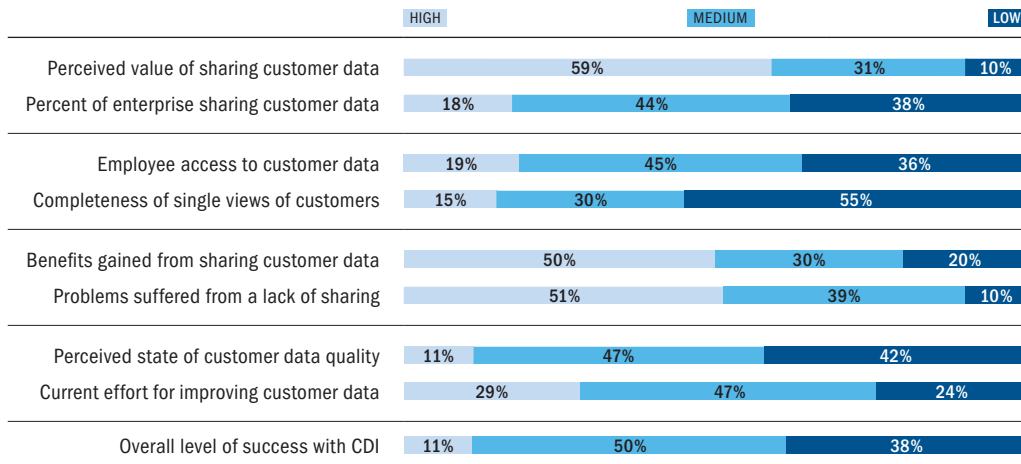 HIGH MEDIUM LOW
Perceived value of sharing customer data 59% 31% 10%
Percent of enterprise sharing customer data 18% 44% 38%
Employee access to customer data 19% 45% 36%
Completeness of single views of customers 15% 30% 55%
Benefits gained from sharing customer data 50% 30% 20%
Problems suffered from a lack of sharing 51% 39% 10%
Perceived state of customer data quality 11% 47% 42%
Current effort for improving customer data 29% 47% 24%
Overall level of success with CDI 11% 50% 38%